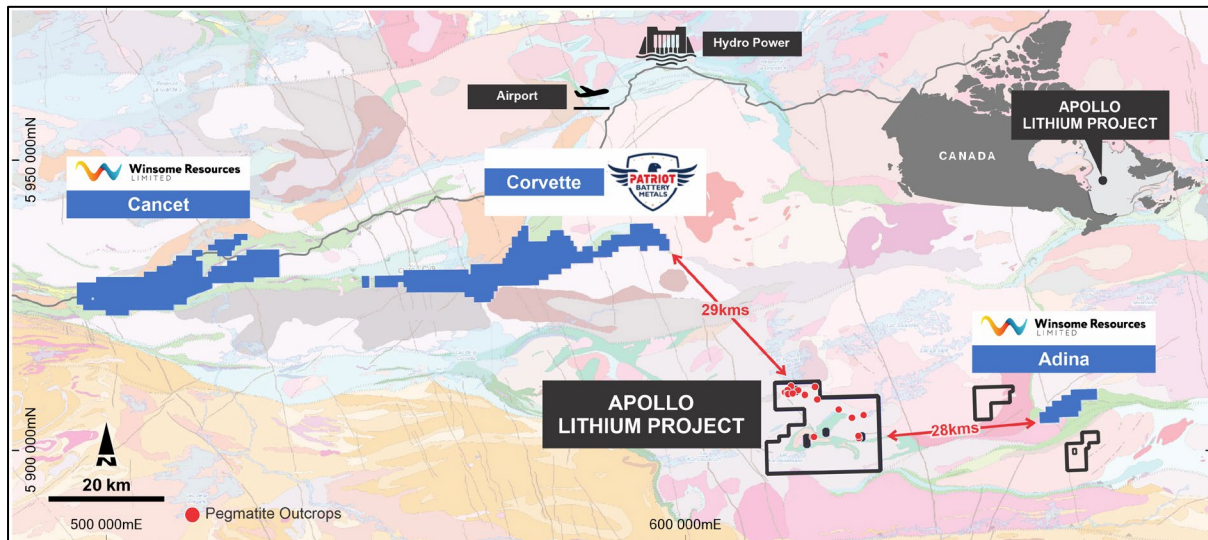 Hydro Power
Airport
APOLLO
LITHIUM PROJECT
CANADA
5 950 000mN
Winsome Resources
LIMITED
Cancet
Corvette
PATRIOT
BATTERY
METALS
29kms
Winsome Resources
LIMITED
Adina
APOLLO
LITHIUM PROJECT
28kms
5 900 000mN
N
20 km
Pegmatite Outcrops
500 000mE
600 000mE